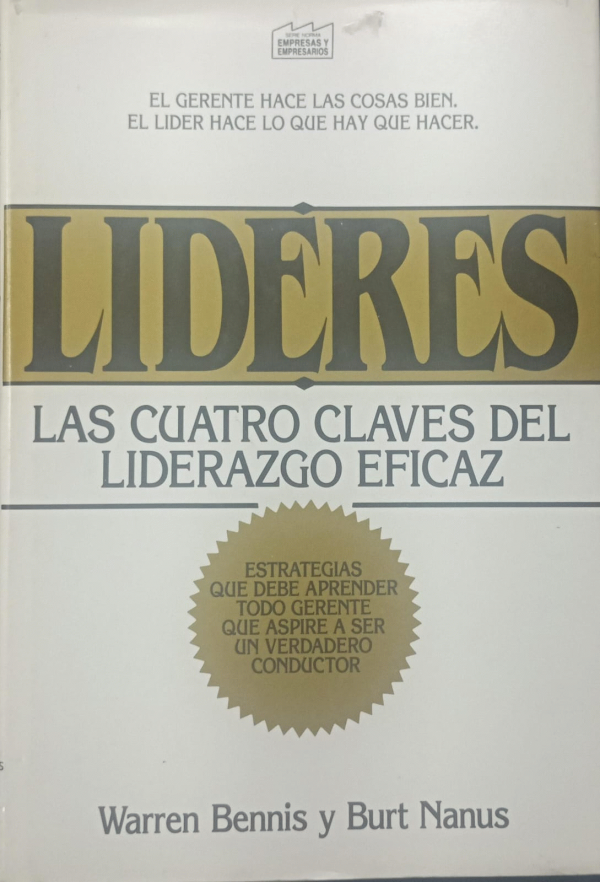 SERIE NORMA
EMPRESAS Y
EMPRESARIOS
EL GERENTE HACE LAS COSAS BIEN.
EL LIDER HACE LO QUE HAY QUE HACER.
LIDERES
LAS CUATRO CLAVES DEL
LIDERAZGO EFICAZ
ESTRATEGIAS
QUE DEBE APRENDER
TODO GERENTE
QUE ASPIRE A SER
UN VERDADERO
CONDUCTOR
Warren Bennis y Burt Nanus